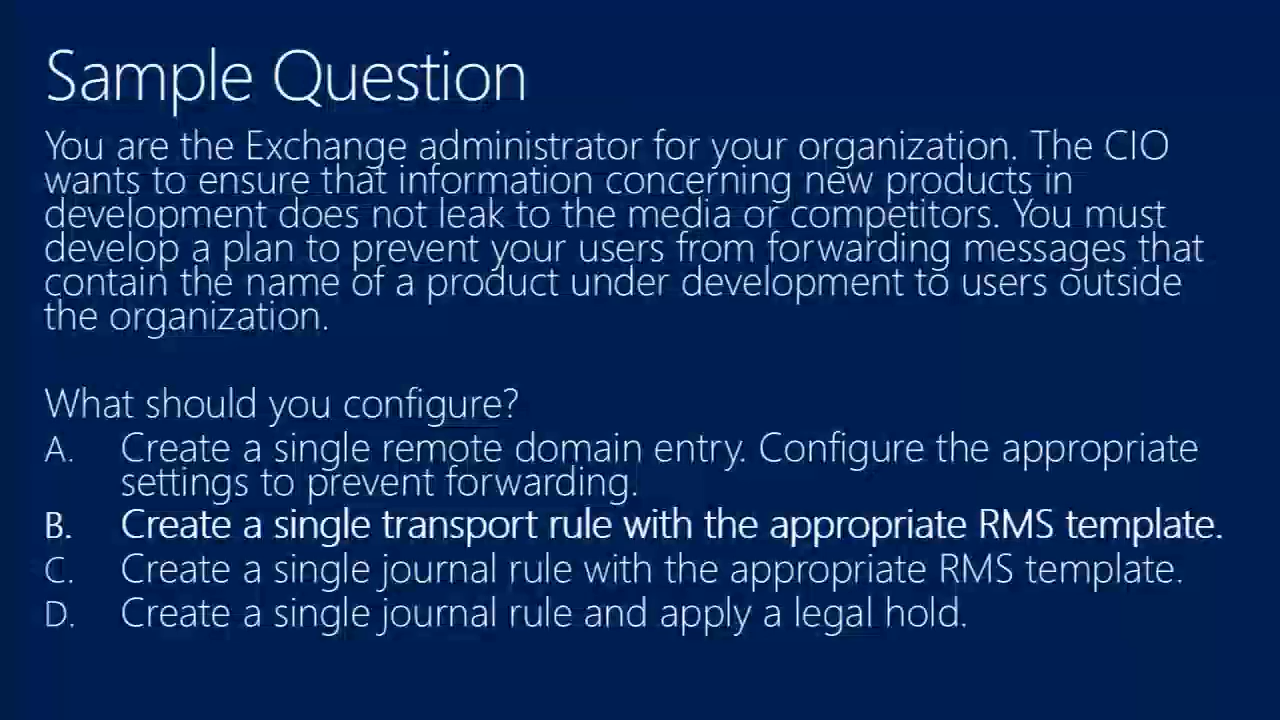 Sample Question
You are the Exchange administrator for your organization. The CIO
wants to ensure that information concerning new products in
development does not leak to the media or competitors. You must
develop a plan to prevent your users from forwarding messages that
contain the name of a product under development to users outside
the organization.
What should you configure?
A. Create a single remote domain entry. Configure the appropriate
settings to prevent forwarding.
B. Create a single transport rule with the appropriate RMS template.
C. Create a single journal rule with the appropriate RMS template.
D. Create a single journal rule and apply a legal hold.